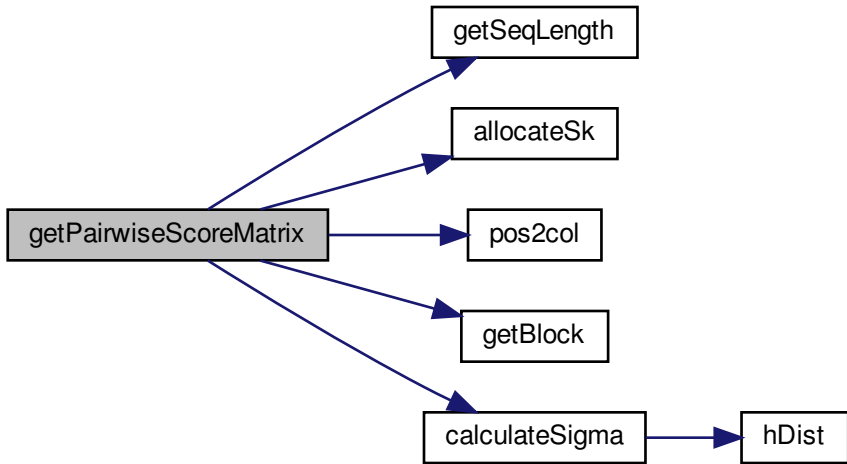 getSeqLength
allocateSk
getPairwiseScoreMatrix
pos2col
getBlock
calculateSigma
hDist